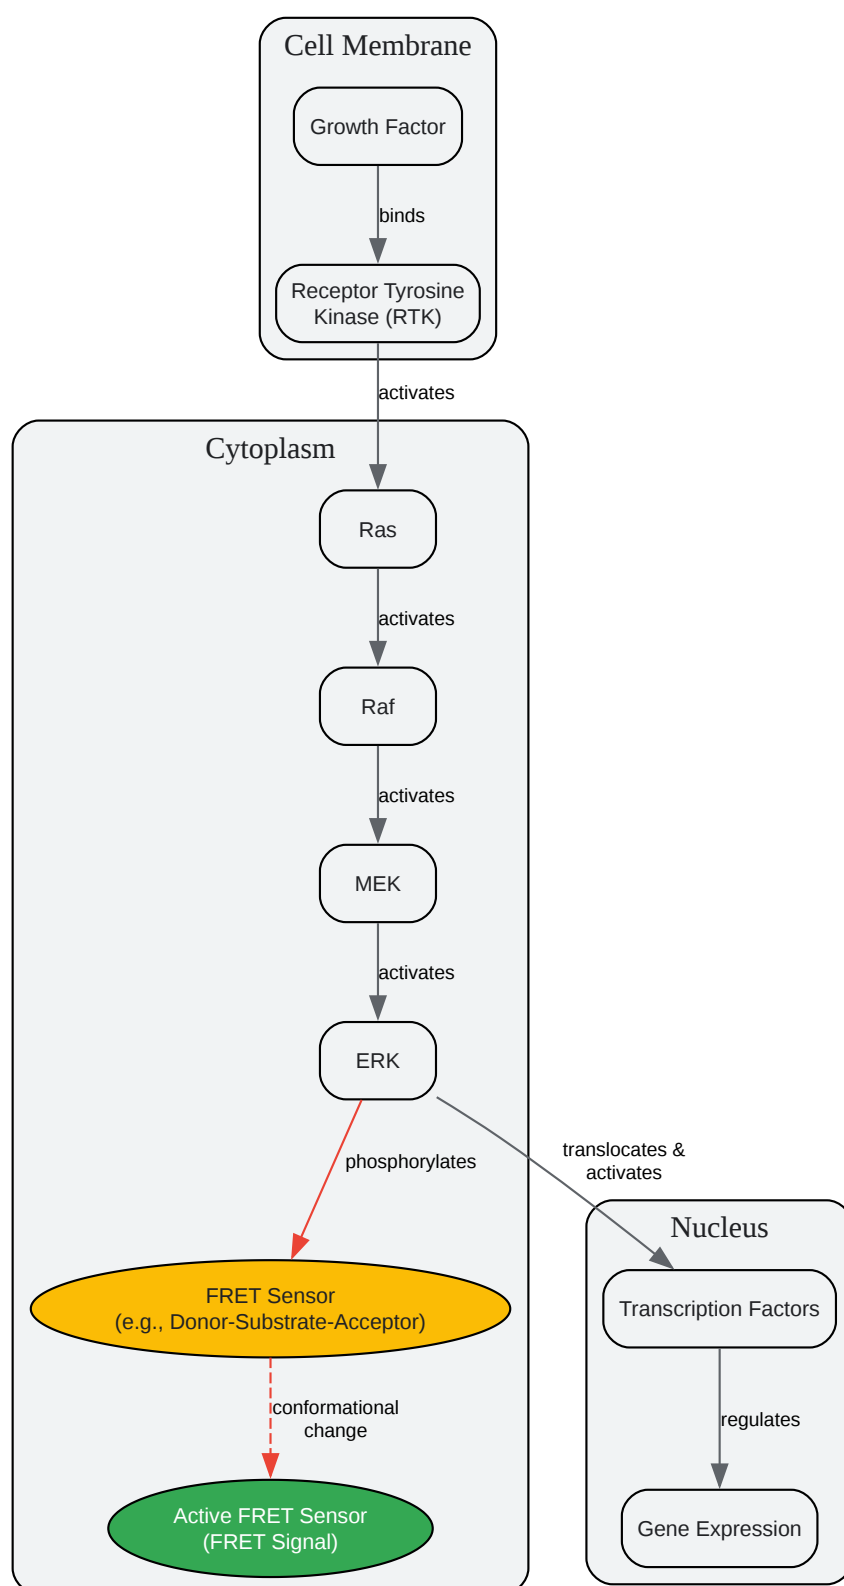 Cell Membrane
Growth Factor
binds
Receptor Tyrosine
Kinase (RTK)
activates
Cytoplasm
Ras
activates
Raf
activates
MEK
activates
ERK
phosphorylates
translocates &
activates
FRET Sensor
(e.g., Donor-Substrate-Acceptor)
conformational
change
Active FRET Sensor
(FRET Signal)
Nucleus
Transcription Factors
regulates
Gene Expression